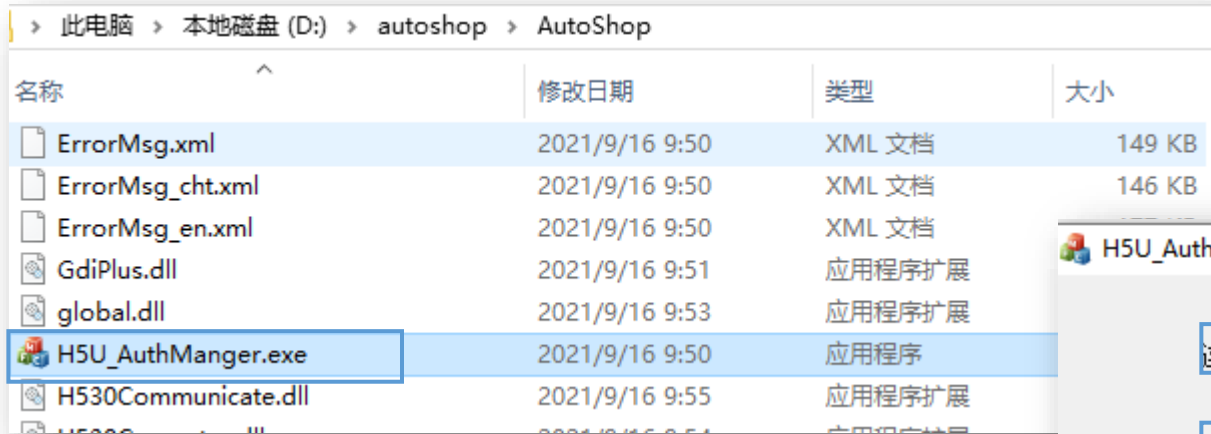 › 此电脑 › 本地磁盘 (D:) › autoshop › AutoShop
名称 修改日期 类型 大小
ErrorMsg.xml 2021/9/16 9:50 XML 文档 149 KB
ErrorMsg_cht.xml 2021/9/16 9:50 XML 文档 146 KB
ErrorMsg_en.xml 2021/9/16 9:50 XML 文档
H5U_Auth
GdiPlus.dll 2021/9/16 9:51 应用程序扩展
global.dll 2021/9/16 9:53 应用程序扩展
H5U_AuthManger.exe 2021/9/16 9:50 应用程序
H530Communicate.dll 2021/9/16 9:55 应用程序扩展